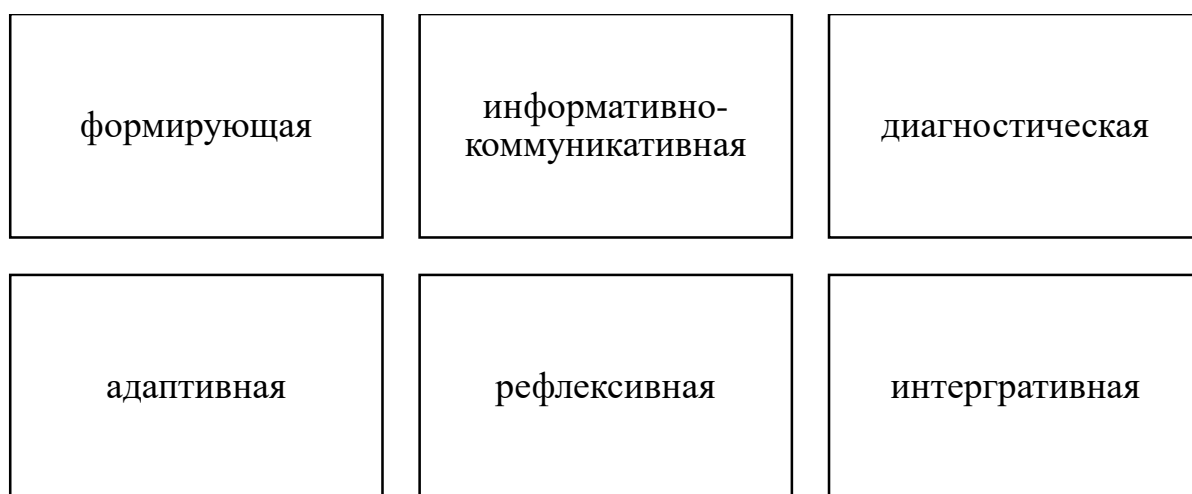 формирующая
информативно-
коммуникативная
диагностическая
адаптивная
рефлексивная
интергративная